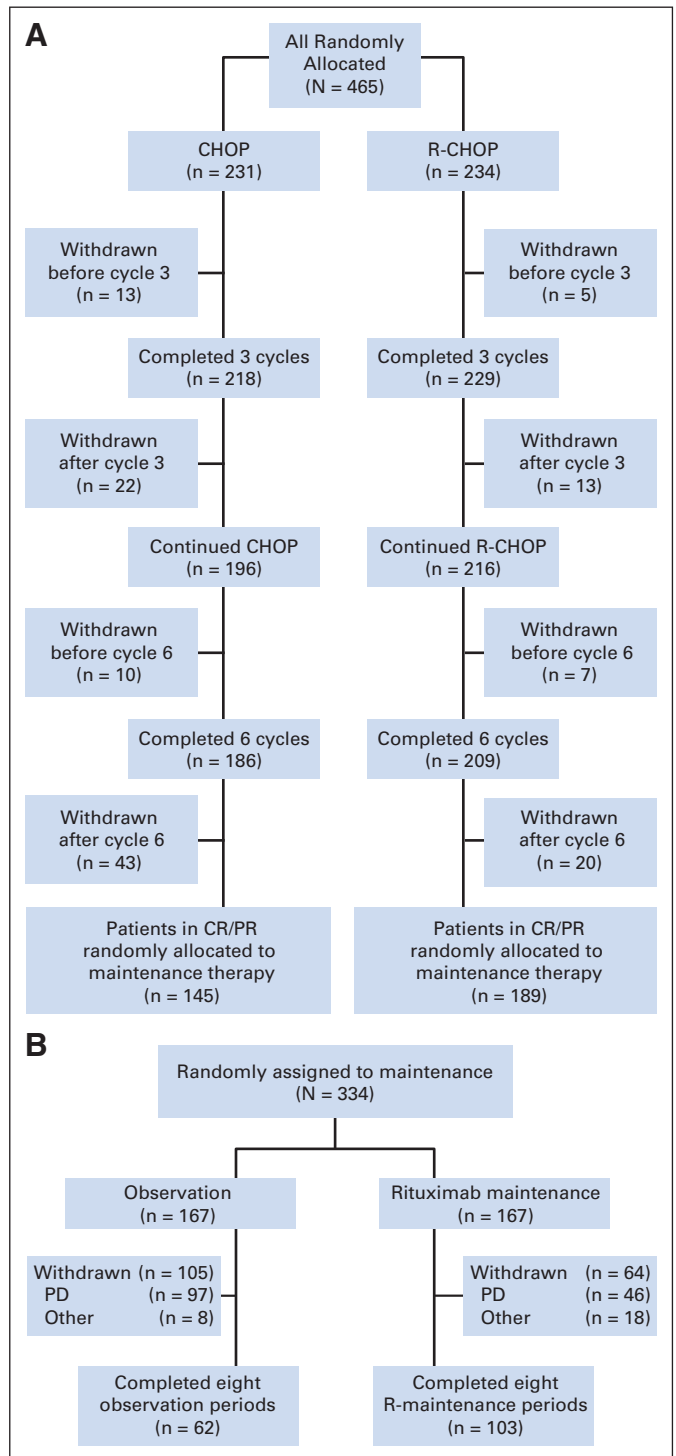 A
All Randomly
Allocated
(N = 465)
CHOP
(n = 231)
R-CHOP
(n = 234)
Withdrawn
before cycle 3
(n = 13)
Withdrawn
before cycle 3
(n = 5)
Completed 3 cycles
(n = 218)
Completed 3 cycles
(n = 229)
Withdrawn
after cycle 3
(n = 22)
Withdrawn
after cycle 3
(n = 13)
Continued CHOP
(n = 196)
Continued R-CHOP
(n = 216)
Withdrawn
before cycle 6
(n = 10)
Withdrawn
before cycle 6
(n = 7)
Completed 6 cycles
(n = 186)
Completed 6 cycles
(n = 209)
Withdrawn
after cycle 6
(n = 43)
Withdrawn
after cycle 6
(n = 20)
Patients in CR/PR
randomly allocated to
maintenance therapy
(n = 145)
Patients in CR/PR
randomly allocated to
maintenance therapy
(n = 189)
B
Randomly assigned to maintenance
(N = 334)
Observation
(n = 167)
Rituximab maintenance
(n = 167)
Withdrawn (n = 105)
PD (n = 97)
Other (n = 8)
Withdrawn (n = 64)
PD (n = 46)
Other (n = 18)
Completed eight
observation periods
(n = 62)
Completed eight
R-maintenance periods
(n = 103)